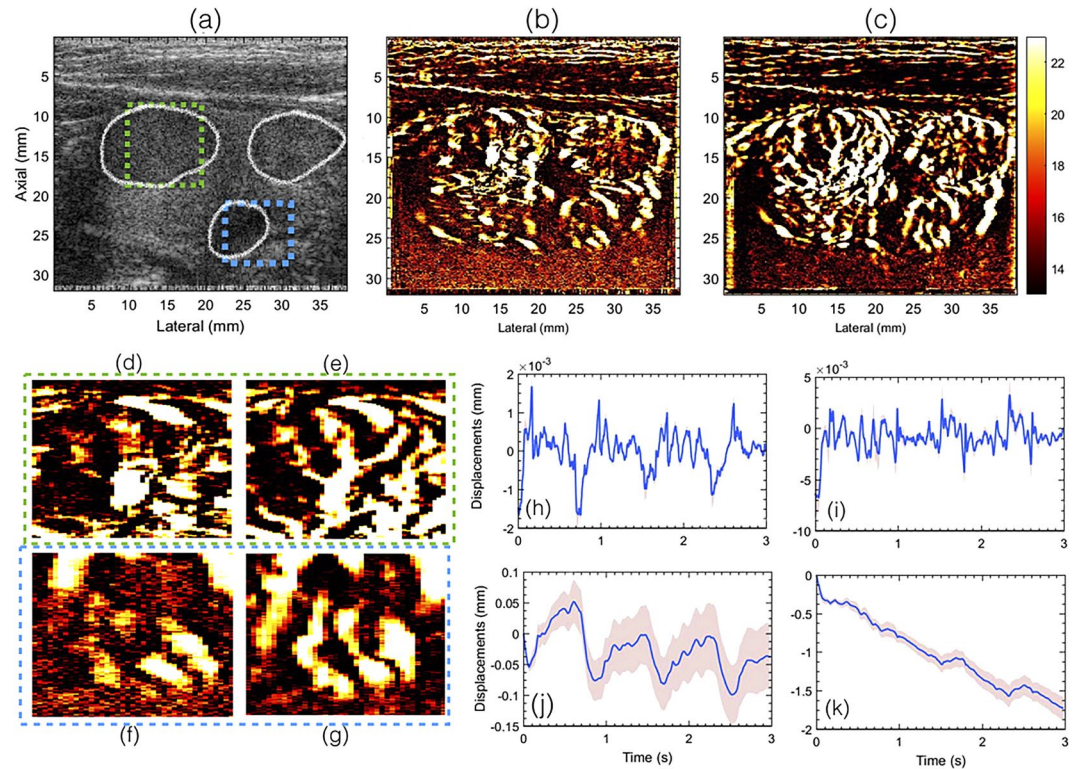 (a)
(b)
(c)
5
10
15
20
25
30
Axial (mm)
5 10 15 20 25 30 35
Lateral (mm)
5
10
15
20
25
30
5 10 15 20 25 30 35
Lateral (mm)
5
10
15
20
25
30
5 10 15 20 25 30 35
Lateral (mm)
22
20
18
16
14
(d)
(e)
(f)
(g)
×10⁻³
2
1
0
-1
-2
Displacements (mm)
0 1 2 3
(h)
×10⁻³
5
0
-5
-10
0 1 2 3
(i)
0.1
0.05
0
-0.05
-0.1
-0.15
Displacements (mm)
0 1 2 3
Time (s)
(j)
0
-0.5
-1
-1.5
-2
0 1 2 3
Time (s)
(k)